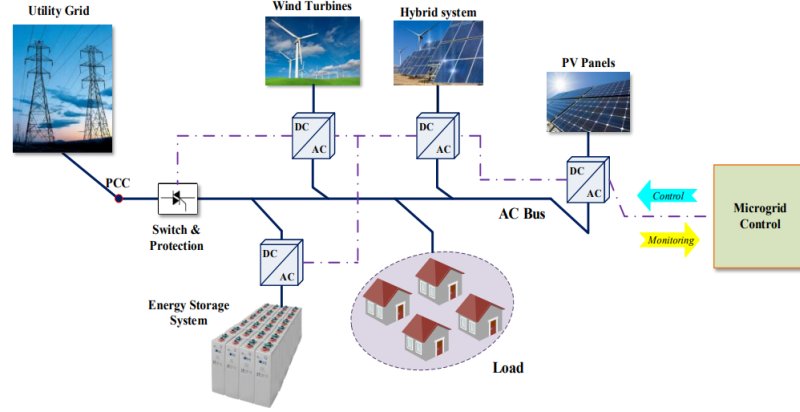 Utility Grid
Wind Turbines
Hybrid system
PV Panels
DC
AC
DC
AC
DC
AC
PCC
Switch &
Protection
AC Bus
Control
Monitoring
Microgrid
Control
DC
AC
Energy Storage
System
Load